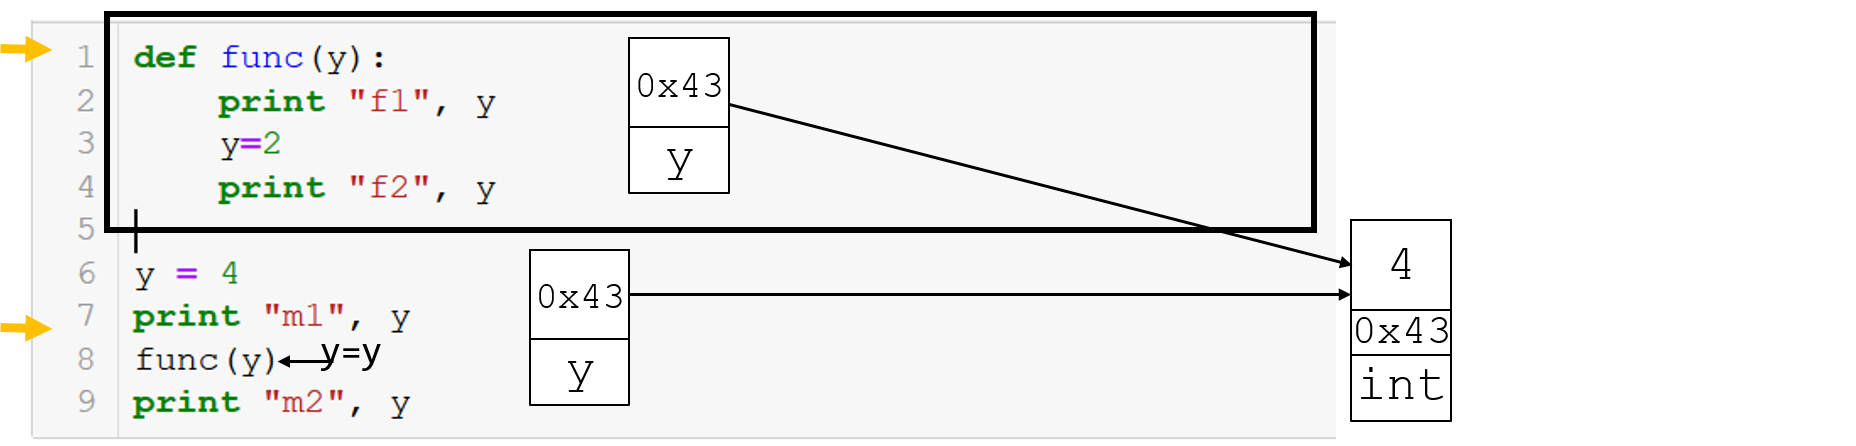 1 def func(y):
2 print "f1", y
3 y=2
4 print "f2", y
5
6 y = 4
7 print "m1", y
8 func(y) y=y
9 print "m2", y
0x43
y
0x43
y
4
0x43
int